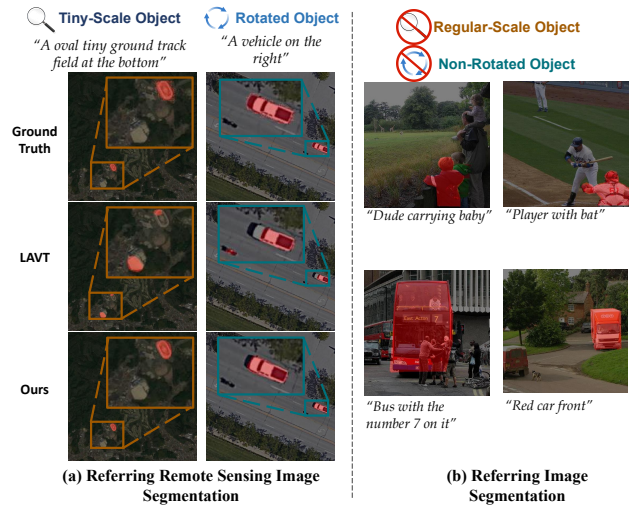 Tiny-Scale Object
Rotated Object
"A oval tiny ground track
field at the bottom"
"A vehicle on the
right"
Ground
Truth
LAVT
Ours
(a) Referring Remote Sensing Image
Segmentation
Regular-Scale Object
Non-Rotated Object
"Dude carrying baby"
"Player with bat"
7
"Bus with the
number 7 on it"
"Red car front"
(b) Referring Image
Segmentation